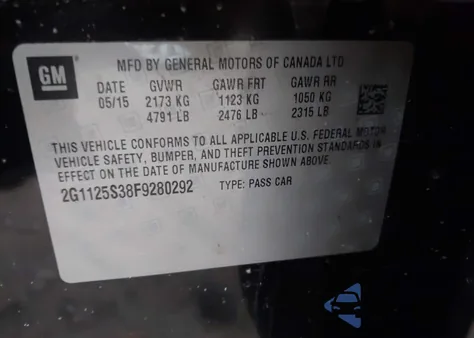 GM
MFD BY GENERAL MOTORS OF CANADA LTD
DATE GVWR GAWR FRT GAWR RR
05/15 2173 KG 1123 KG 1050 KG
4791 LB 2476 LB 2315 LB
THIS VEHICLE CONFORMS TO ALL APPLICABLE U.S. FEDERAL MOTOR
VEHICLE SAFETY, BUMPER, AND THEFT PREVENTION STANDARDS IN
EFFECT ON THE DATE OF MANUFACTURE SHOWN ABOVE.
2G1125S38F9280292 TYPE: PASS CAR